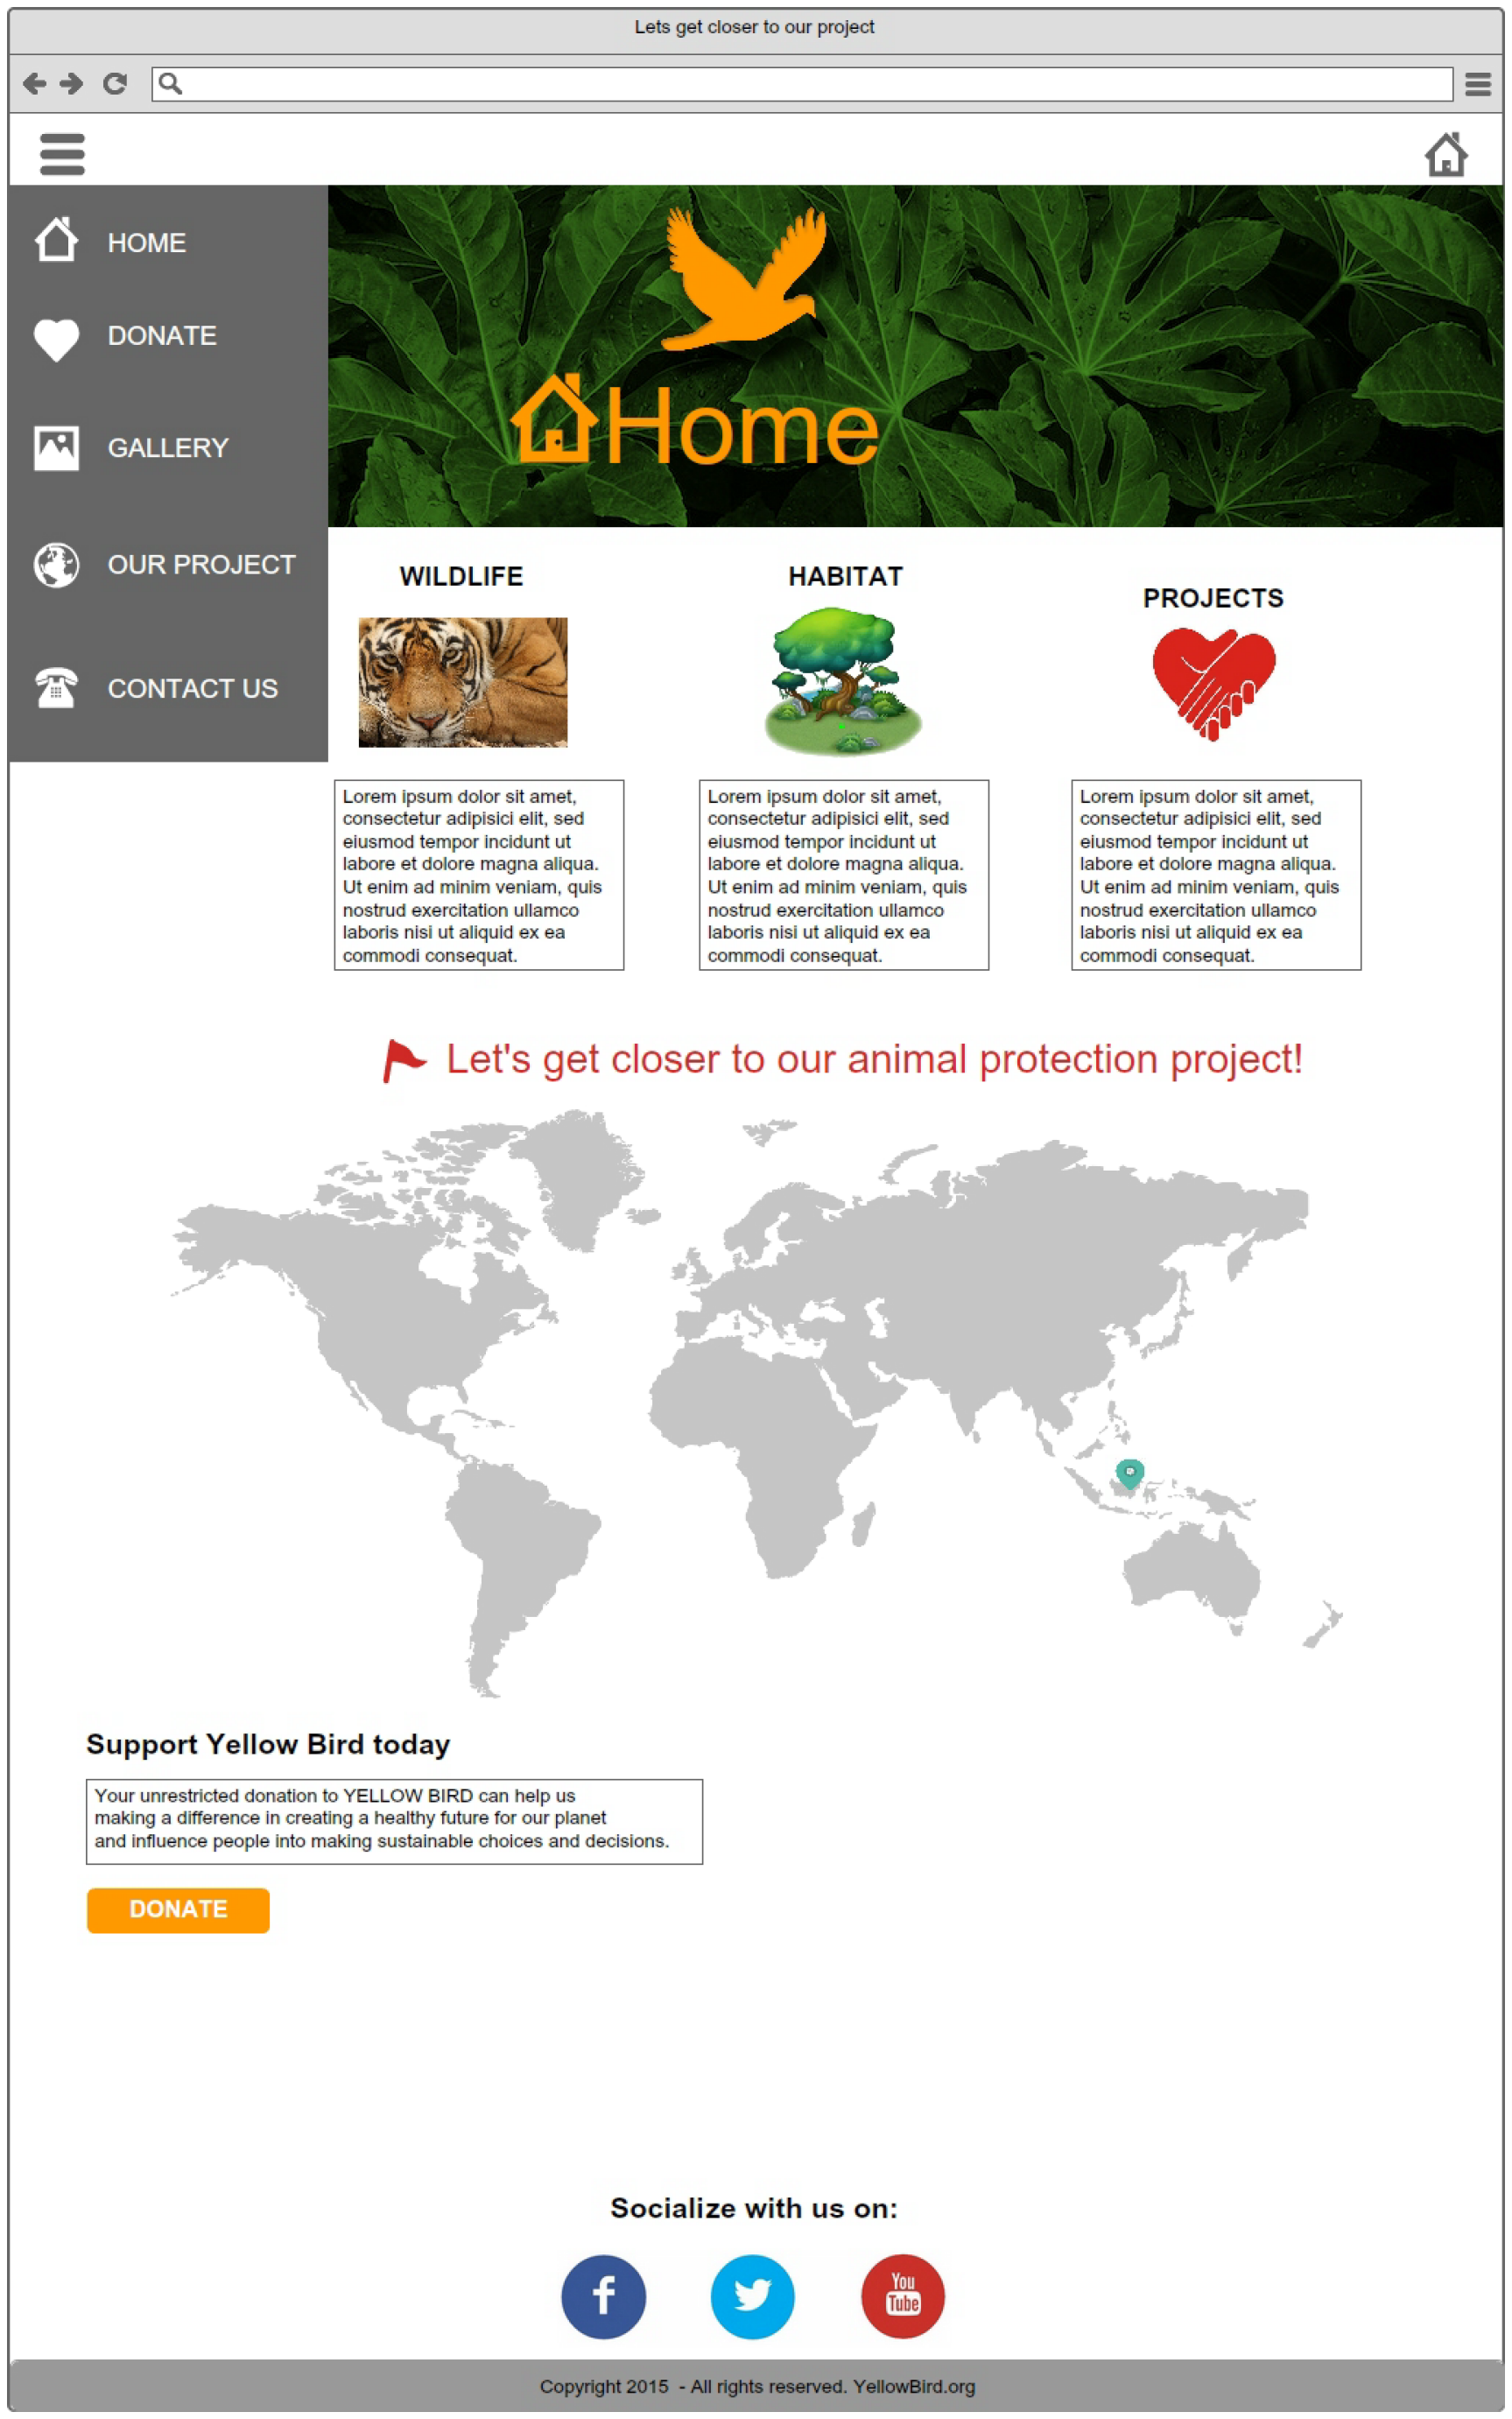 Lets get closer to our project
HOME
DONATE
GALLERY
OUR PROJECT
CONTACT US
Home
WILDLIFE
HABITAT
PROJECTS
Lorem ipsum dolor sit amet,
consectetur adipisici elit, sed
eiusmod tempor incidunt ut
labore et dolore magna aliqua.
Ut enim ad minim veniam, quis
nostrud exercitation ullamco
laboris nisi ut aliquid ex ea
commodi consequat.
Lorem ipsum dolor sit amet,
consectetur adipisici elit, sed
eiusmod tempor incidunt ut
labore et dolore magna aliqua.
Ut enim ad minim veniam, quis
nostrud exercitation ullamco
laboris nisi ut aliquid ex ea
commodi consequat.
Lorem ipsum dolor sit amet,
consectetur adipisici elit, sed
eiusmod tempor incidunt ut
labore et dolore magna aliqua.
Ut enim ad minim veniam, quis
nostrud exercitation ullamco
laboris nisi ut aliquid ex ea
commodi consequat.
Let's get closer to our animal protection project!
Support Yellow Bird today
Your unrestricted donation to YELLOW BIRD can help us
making a difference in creating a healthy future for our planet
and influence people into making sustainable choices and decisions.
DONATE
Socialize with us on:
f
You
Tube
Copyright 2015 - All rights reserved. YellowBird.org